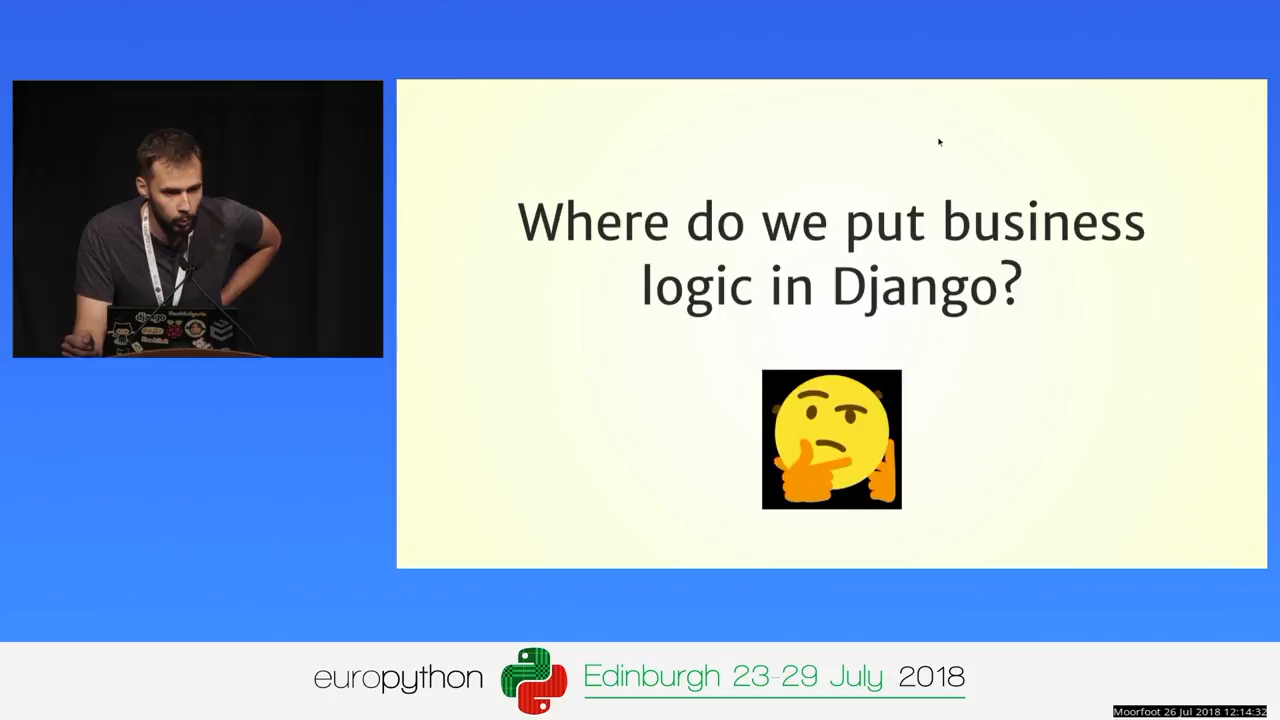 Where do we put business
logic in Django?
django
europython
Edinburgh 23-29 July 2018
Moorfoot 26 Jul 2018 12:14:32